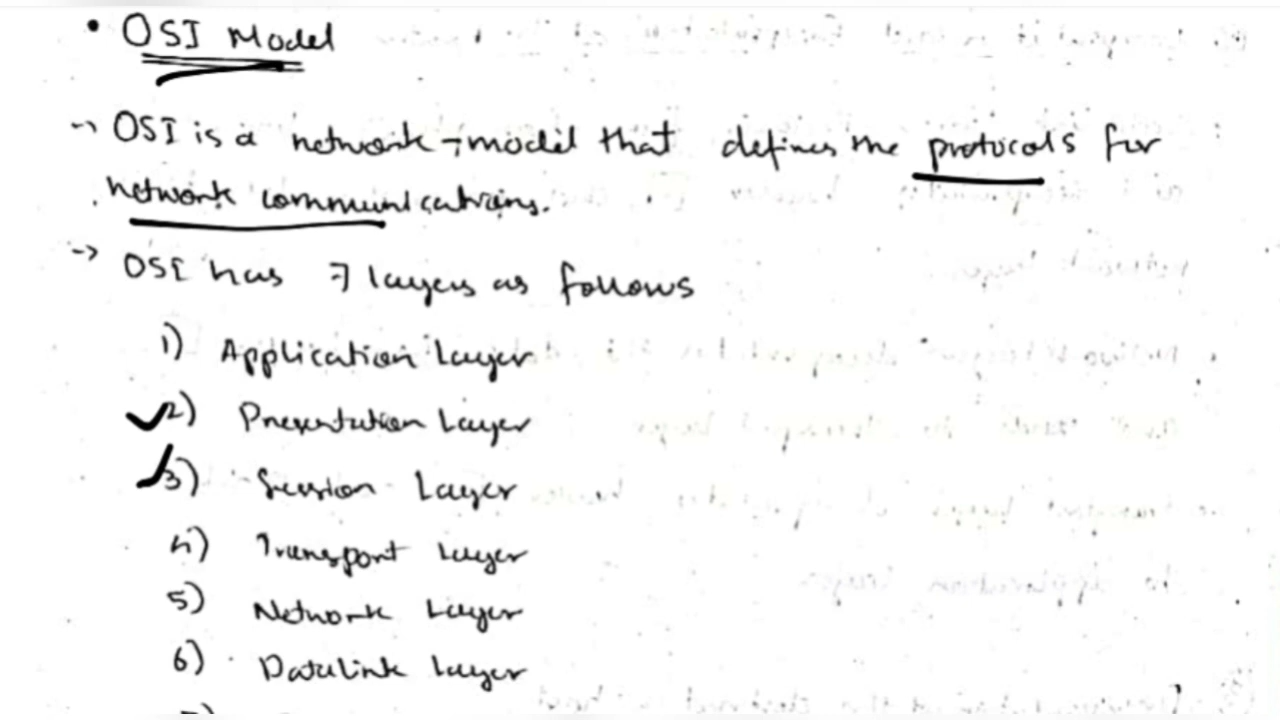 • OSI Model
-> OSI is a network-model that defines the protocols for
network communications.
-> OSI has 7 layers as follows
1) Application Layer
2) Presentation Layer
3) Session Layer
4) Transport Layer
5) Network Layer
6) Datalink Layer